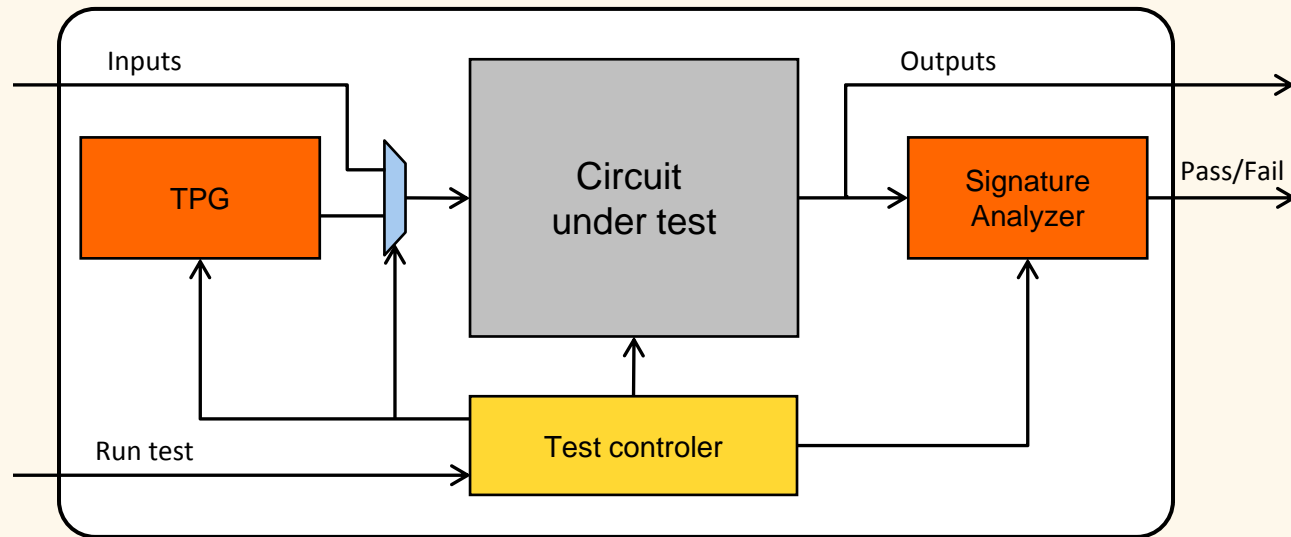 Inputs
Outputs
TPG
Circuit
under test
Signature
Analyzer
Pass/Fail
Test controler
Run test